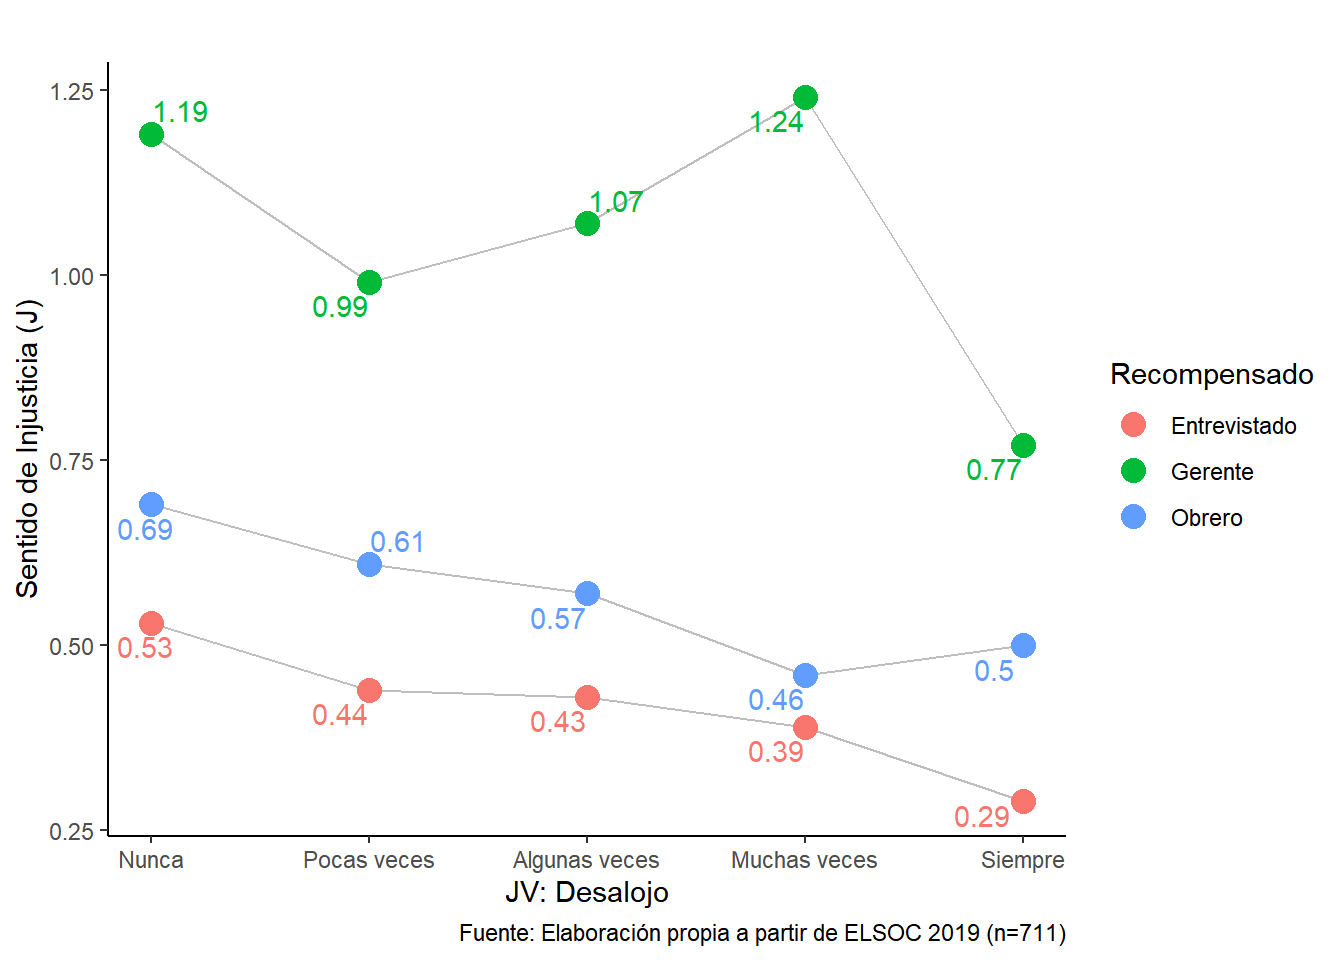 1.25
1.00
0.75
0.50
0.25
Sentido de Injusticia (J)
1.19
0.99
1.07
1.24
0.77
0.69
0.61
0.57
0.46
0.5
0.53
0.44
0.43
0.39
0.29
Nunca
Pocas veces
Algunas veces
Muchas veces
Siempre
JV: Desalojo
Fuente: Elaboración propia a partir de ELSOC 2019 (n=711)
Recompensado
Entrevistado
Gerente
Obrero